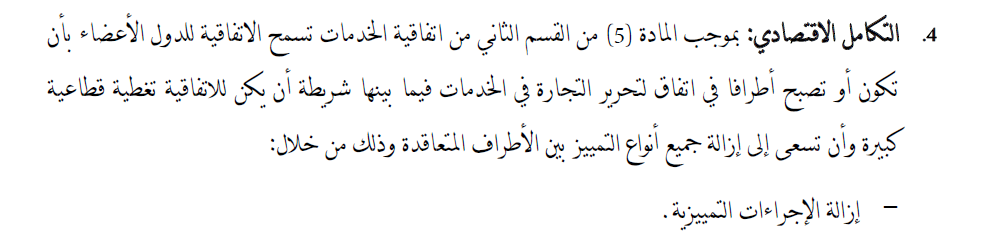 4. التكامل الاقتصادي: بموجب المادة (5) من القسم الثاني من اتفاقية الخدمات تسمح الاتفاقية للدول الأعضاء بأن
تكون أو تصبح أطرافا في اتفاق لتحرير التجارة في الخدمات فيما بينها شريطة أن يكن للاتفاقية تغطية قطاعية
كبيرة وأن تسعى إلى إزالة جميع أنواع التمييز بين الأطراف المتعاقدة وذلك من خلال:
– إزالة الإجراءات التمييزية.